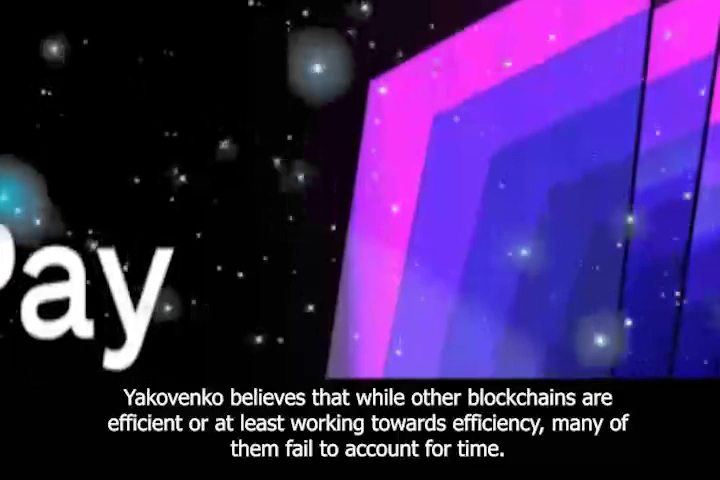 Pay
Yakovenko believes that while other blockchains are
efficient or at least working towards efficiency, many of
them fail to account for time.